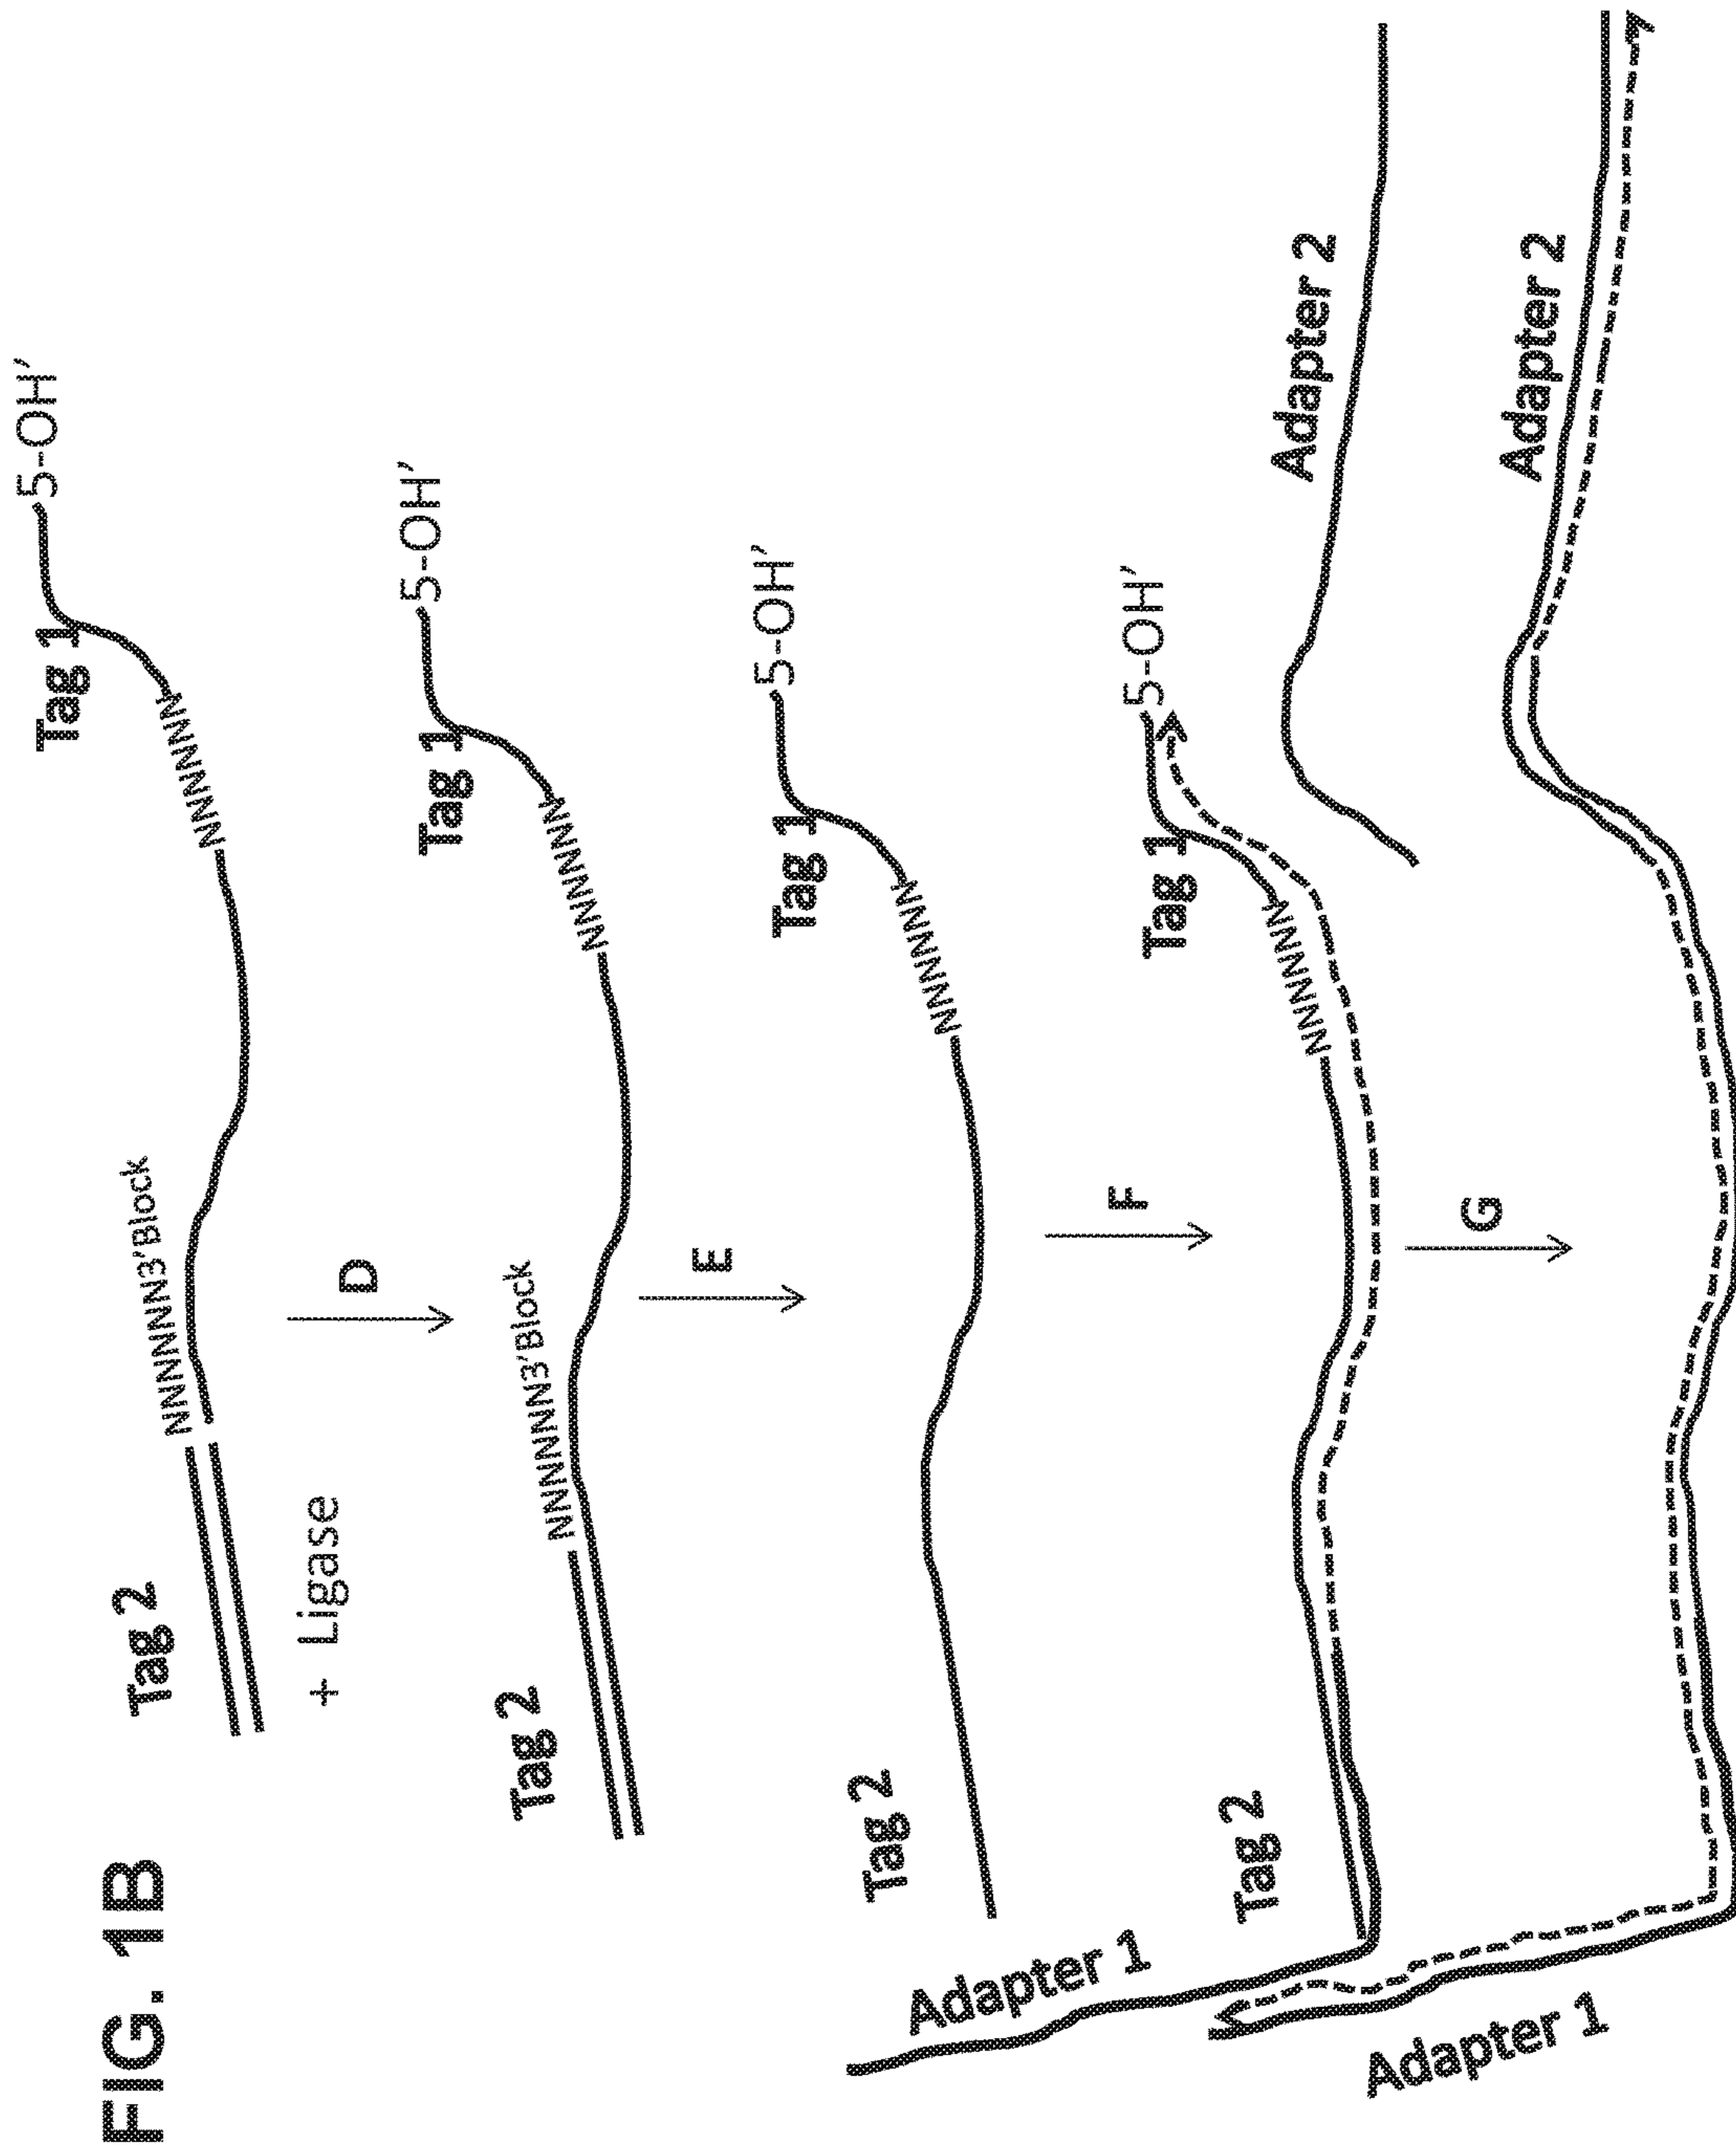 FIG. 1B
Tag 2
NNNNNN3'Block
NNNNNN
Tag 1
5-OH'
+ Ligase
D
Tag 2
NNNNNN3'Block
NNNNNN
Tag 1
5-OH'
E
Tag 2
NNNNNN
Tag 1
5-OH'
F
Adapter 1
Tag 2
NNNNNN
Tag 1
5-OH'
Adapter 2
G
Adapter 1
Adapter 2